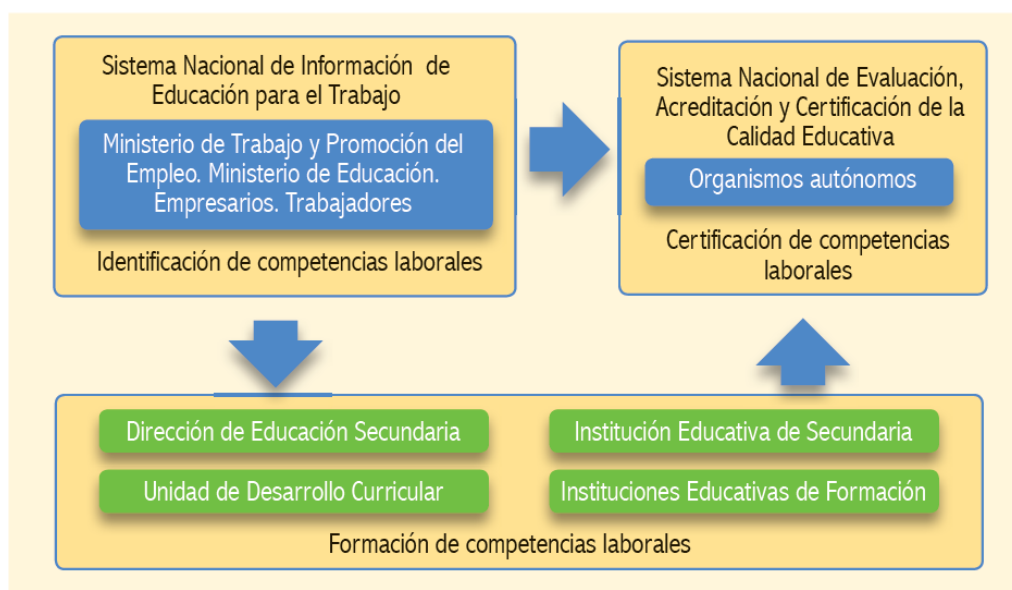 Sistema Nacional de Información de
Educación para el Trabajo
Ministerio de Trabajo y Promoción del
Empleo. Ministerio de Educación.
Empresarios. Trabajadores
Identificación de competencias laborales
Sistema Nacional de Evaluación,
Acreditación y Certificación de la
Calidad Educativa
Organismos autónomos
Certificación de competencias
laborales
Dirección de Educación Secundaria
Institución Educativa de Secundaria
Unidad de Desarrollo Curricular
Instituciones Educativas de Formación
Formación de competencias laborales